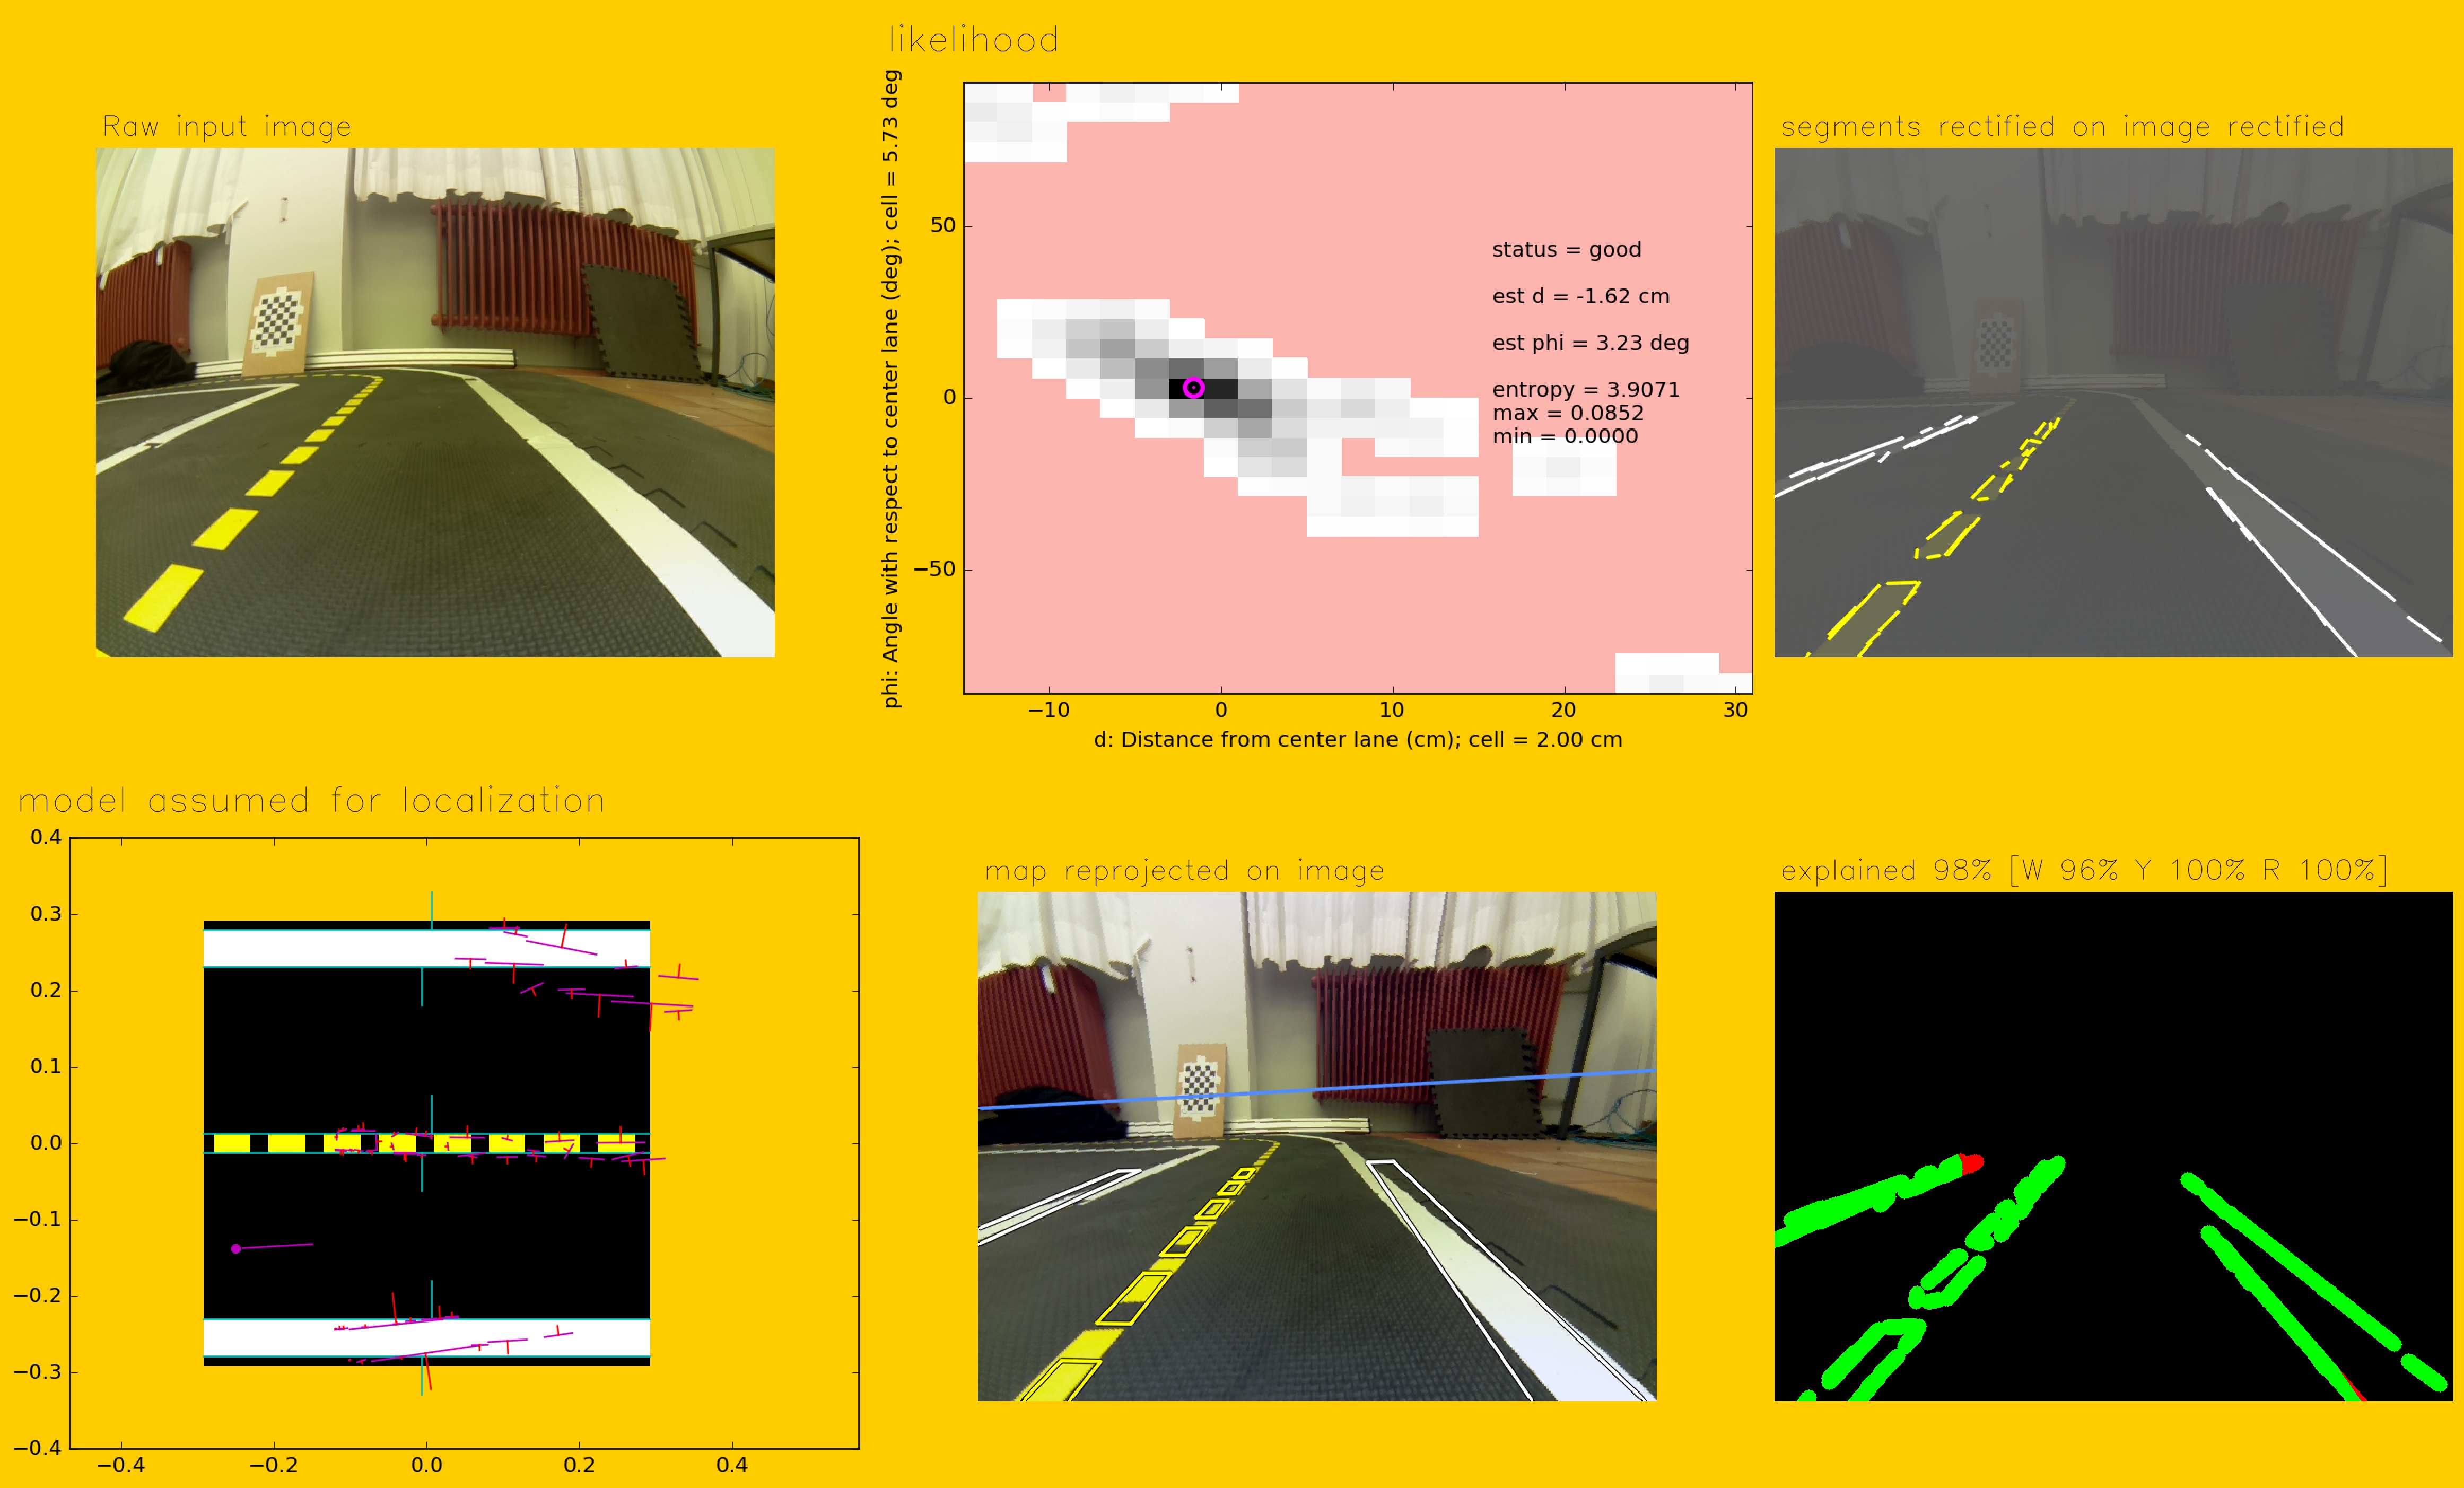 likelihood
Raw input image
segments rectified on image rectified
phi: Angle with respect to center lane (deg); cell = 5.73 deg
50
0
−50
status = good
est d = -1.62 cm
est phi = 3.23 deg
entropy = 3.9071
max = 0.0852
min = 0.0000
−10 0 10 20 30
d: Distance from center lane (cm); cell = 2.00 cm
model assumed for localization
0.4
0.3
0.2
0.1
0.0
−0.1
−0.2
−0.3
−0.4
−0.4 −0.2 0.0 0.2 0.4
map reprojected on image
explained 98% [W 96% Y 100% R 100%]